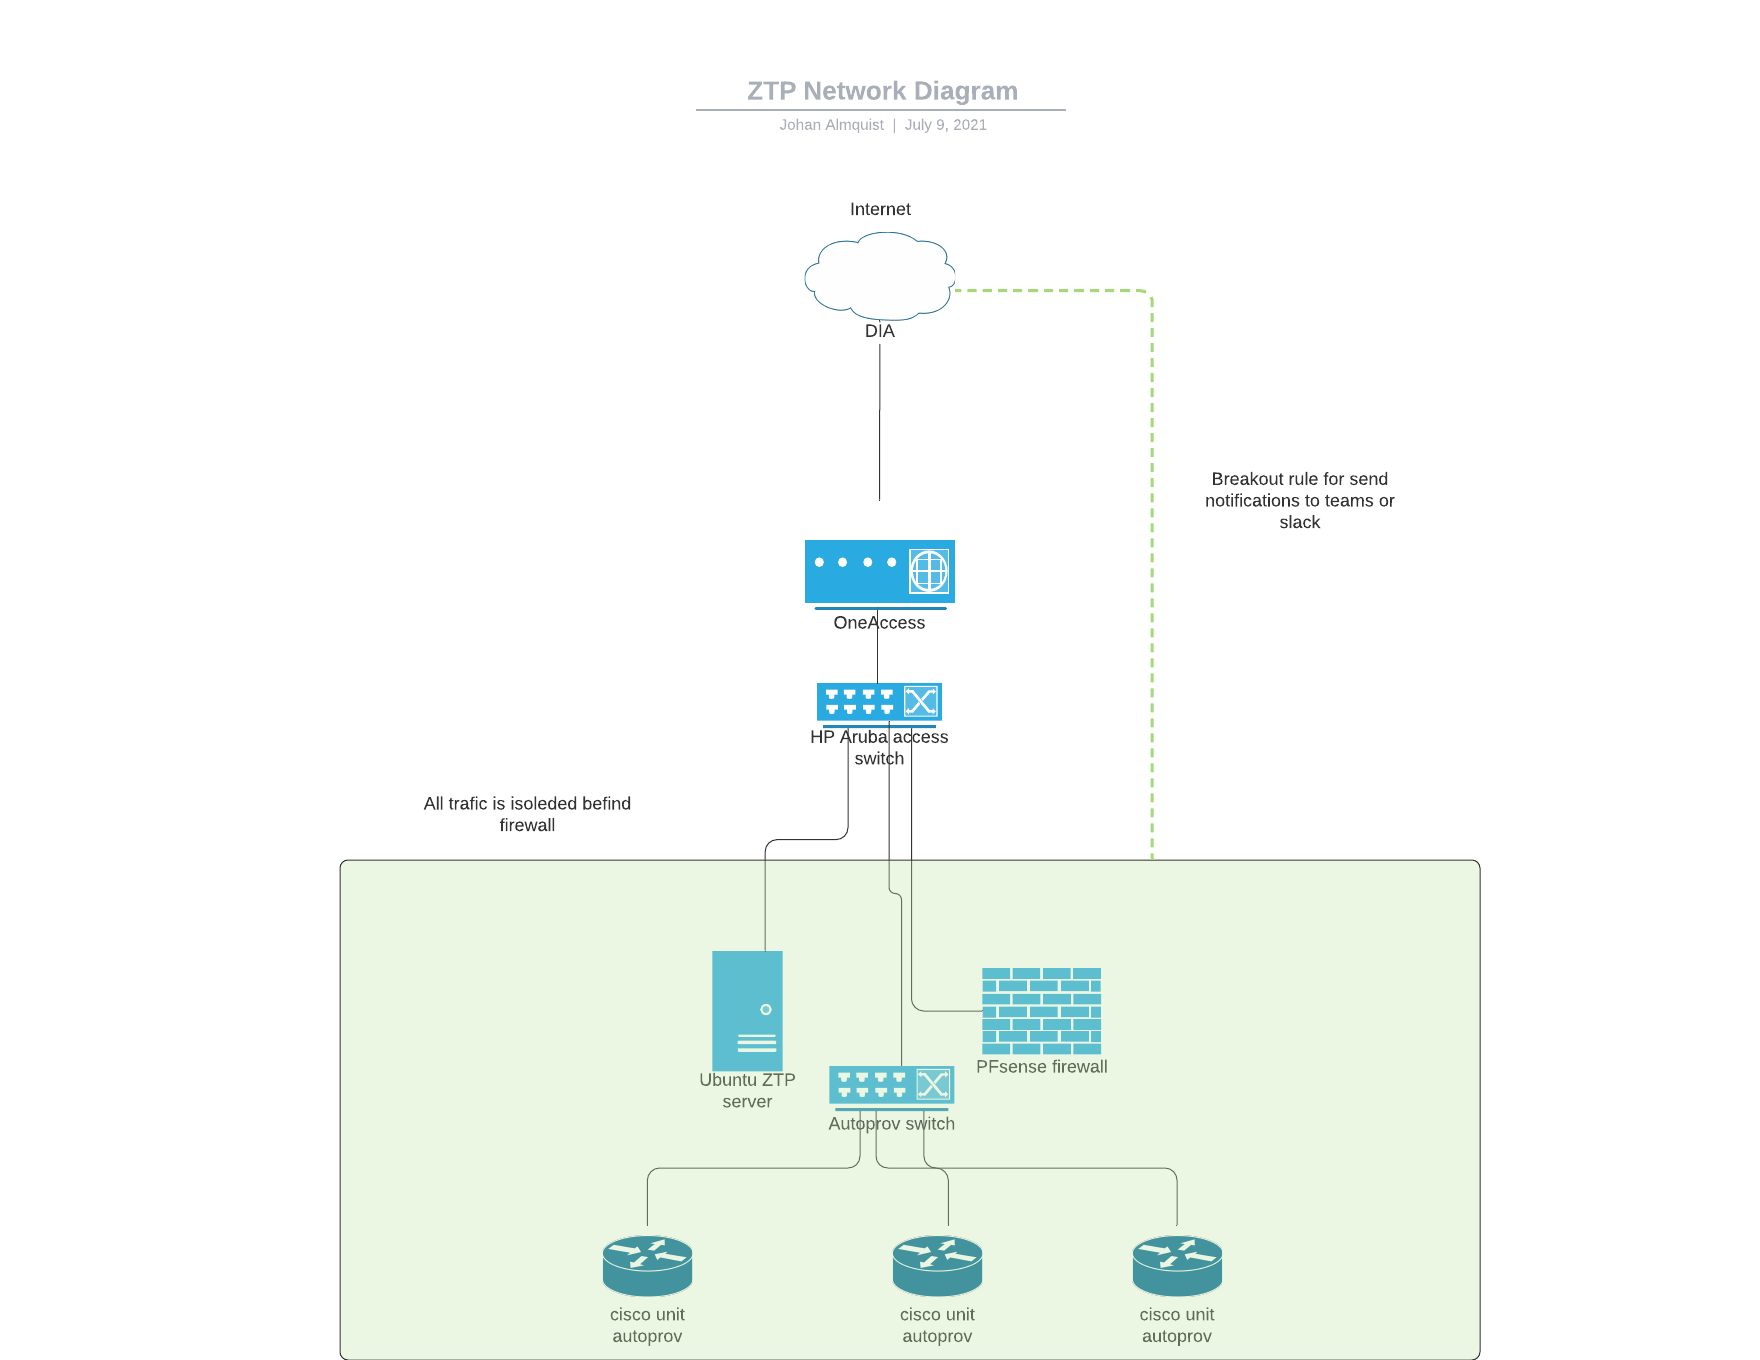 ZTP Network Diagram
Johan Almquist | July 9, 2021
Internet
DIA
Breakout rule for send
notifications to teams or
slack
OneAccess
HP Aruba access
switch
All trafic is isoleded befind
firewall
Ubuntu ZTP
server
PFsense firewall
Autoprov switch
cisco unit
autoprov
cisco unit
autoprov
cisco unit
autoprov